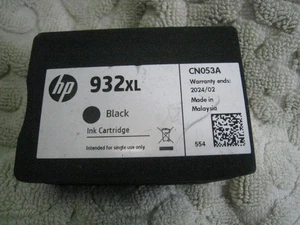 hp
932XL
Black
Ink Cartridge
Intended for single use only
CN053A
Warranty ends:
2024/02
Made in
Malaysia
554